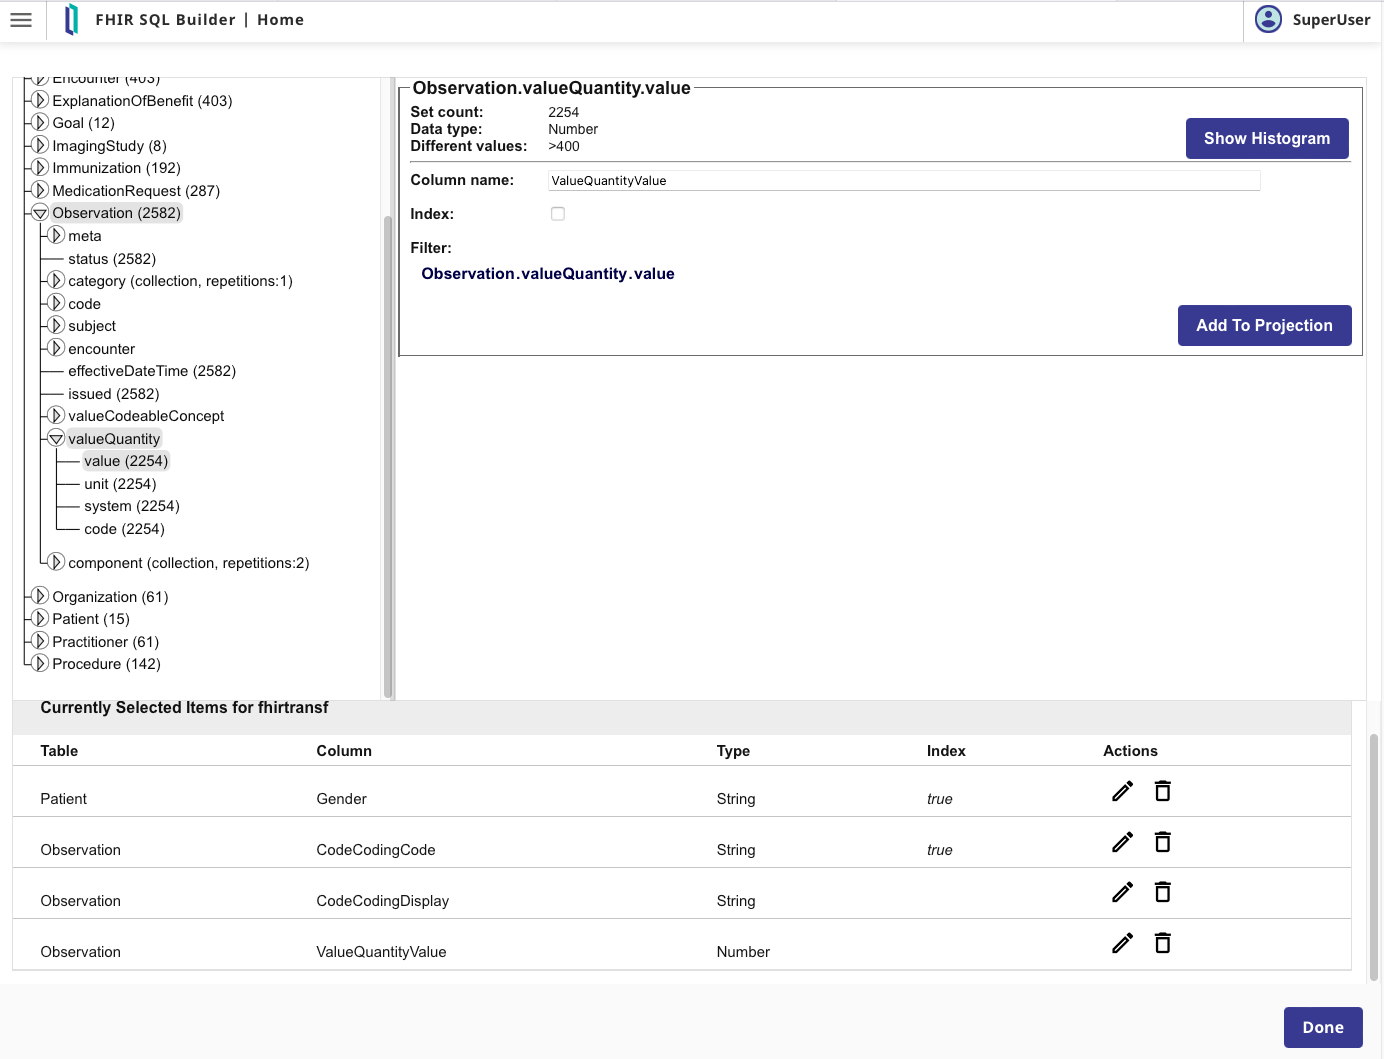 FHIR SQL Builder | Home
SuperUser
Encounter (403)
ExplanationOfBenefit (403)
Goal (12)
ImagingStudy (8)
Immunization (192)
MedicationRequest (287)
Observation (2582)
meta
status (2582)
category (collection, repetitions:1)
code
subject
encounter
effectiveDateTime (2582)
issued (2582)
valueCodeableConcept
valueQuantity
value (2254)
unit (2254)
system (2254)
code (2254)
component (collection, repetitions:2)
Organization (61)
Patient (15)
Practitioner (61)
Procedure (142)
Observation.valueQuantity.value
Set count: 2254
Data type: Number
Different values: >400
Show Histogram
Column name: ValueQuantityValue
Index:
Filter:
Observation.valueQuantity.value
Add To Projection
Currently Selected Items for fhirtransf
Table Column Type Index Actions
Patient Gender String true
Observation CodeCodingCode String true
Observation CodeCodingDisplay String
Observation ValueQuantityValue Number
Done